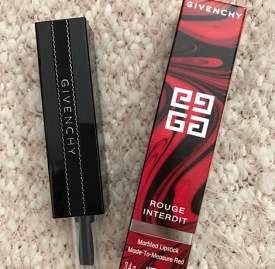 GIVENCHY
GIVENCHY
ROUGE
INTERDIT
Marbled Lipstick
Made-To-Measure Red